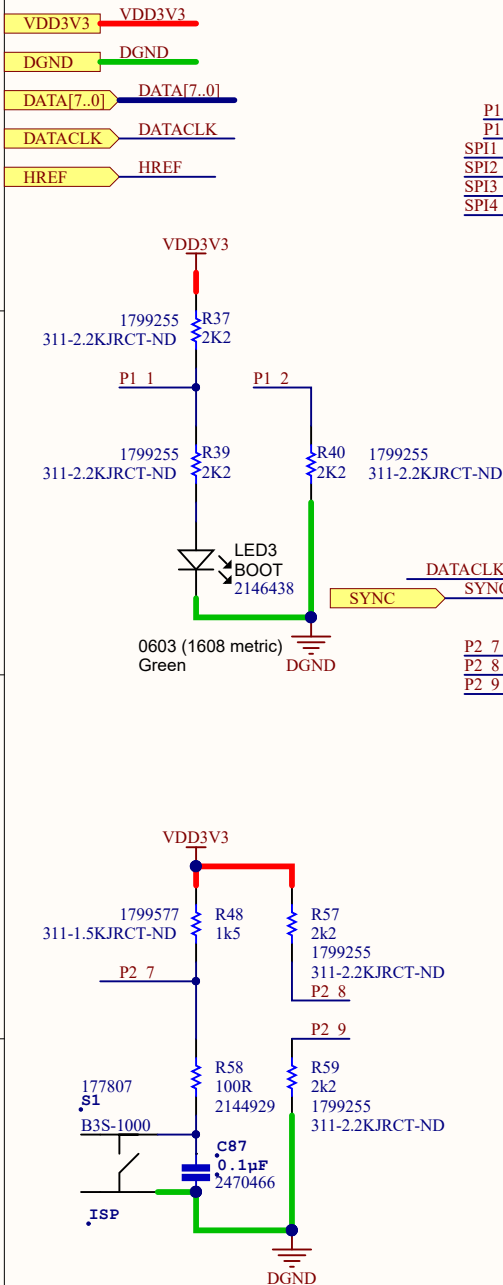 VDD3V3 VDD3V3
DGND DGND
DATA[7..0] DATA[7..0]
DATACLK DATACLK
HREF HREF
P1
P1
SPI1
SPI2
SPI3
SPI4
VDD3V3
1799255 R37
311-2.2KJRCT-ND 2K2
P1_1 P1_2
1799255 R39
311-2.2KJRCT-ND 2K2
R40 1799255
2K2 311-2.2KJRCT-ND
LED3
BOOT
2146438
0603 (1608 metric)
Green
DGND
DATACLK
SYNC SYNC
P2_7
P2_8
P2_9
VDD3V3
1799577 R48
311-1.5KJRCT-ND 1k5
R57
2k2
1799255
311-2.2KJRCT-ND
P2_7
P2_8
P2_9
R58
100R
2144929
R59
2k2
1799255
311-2.2KJRCT-ND
177807
S1
B3S-1000
C87
0.1µF
2470466
ISP
DGND